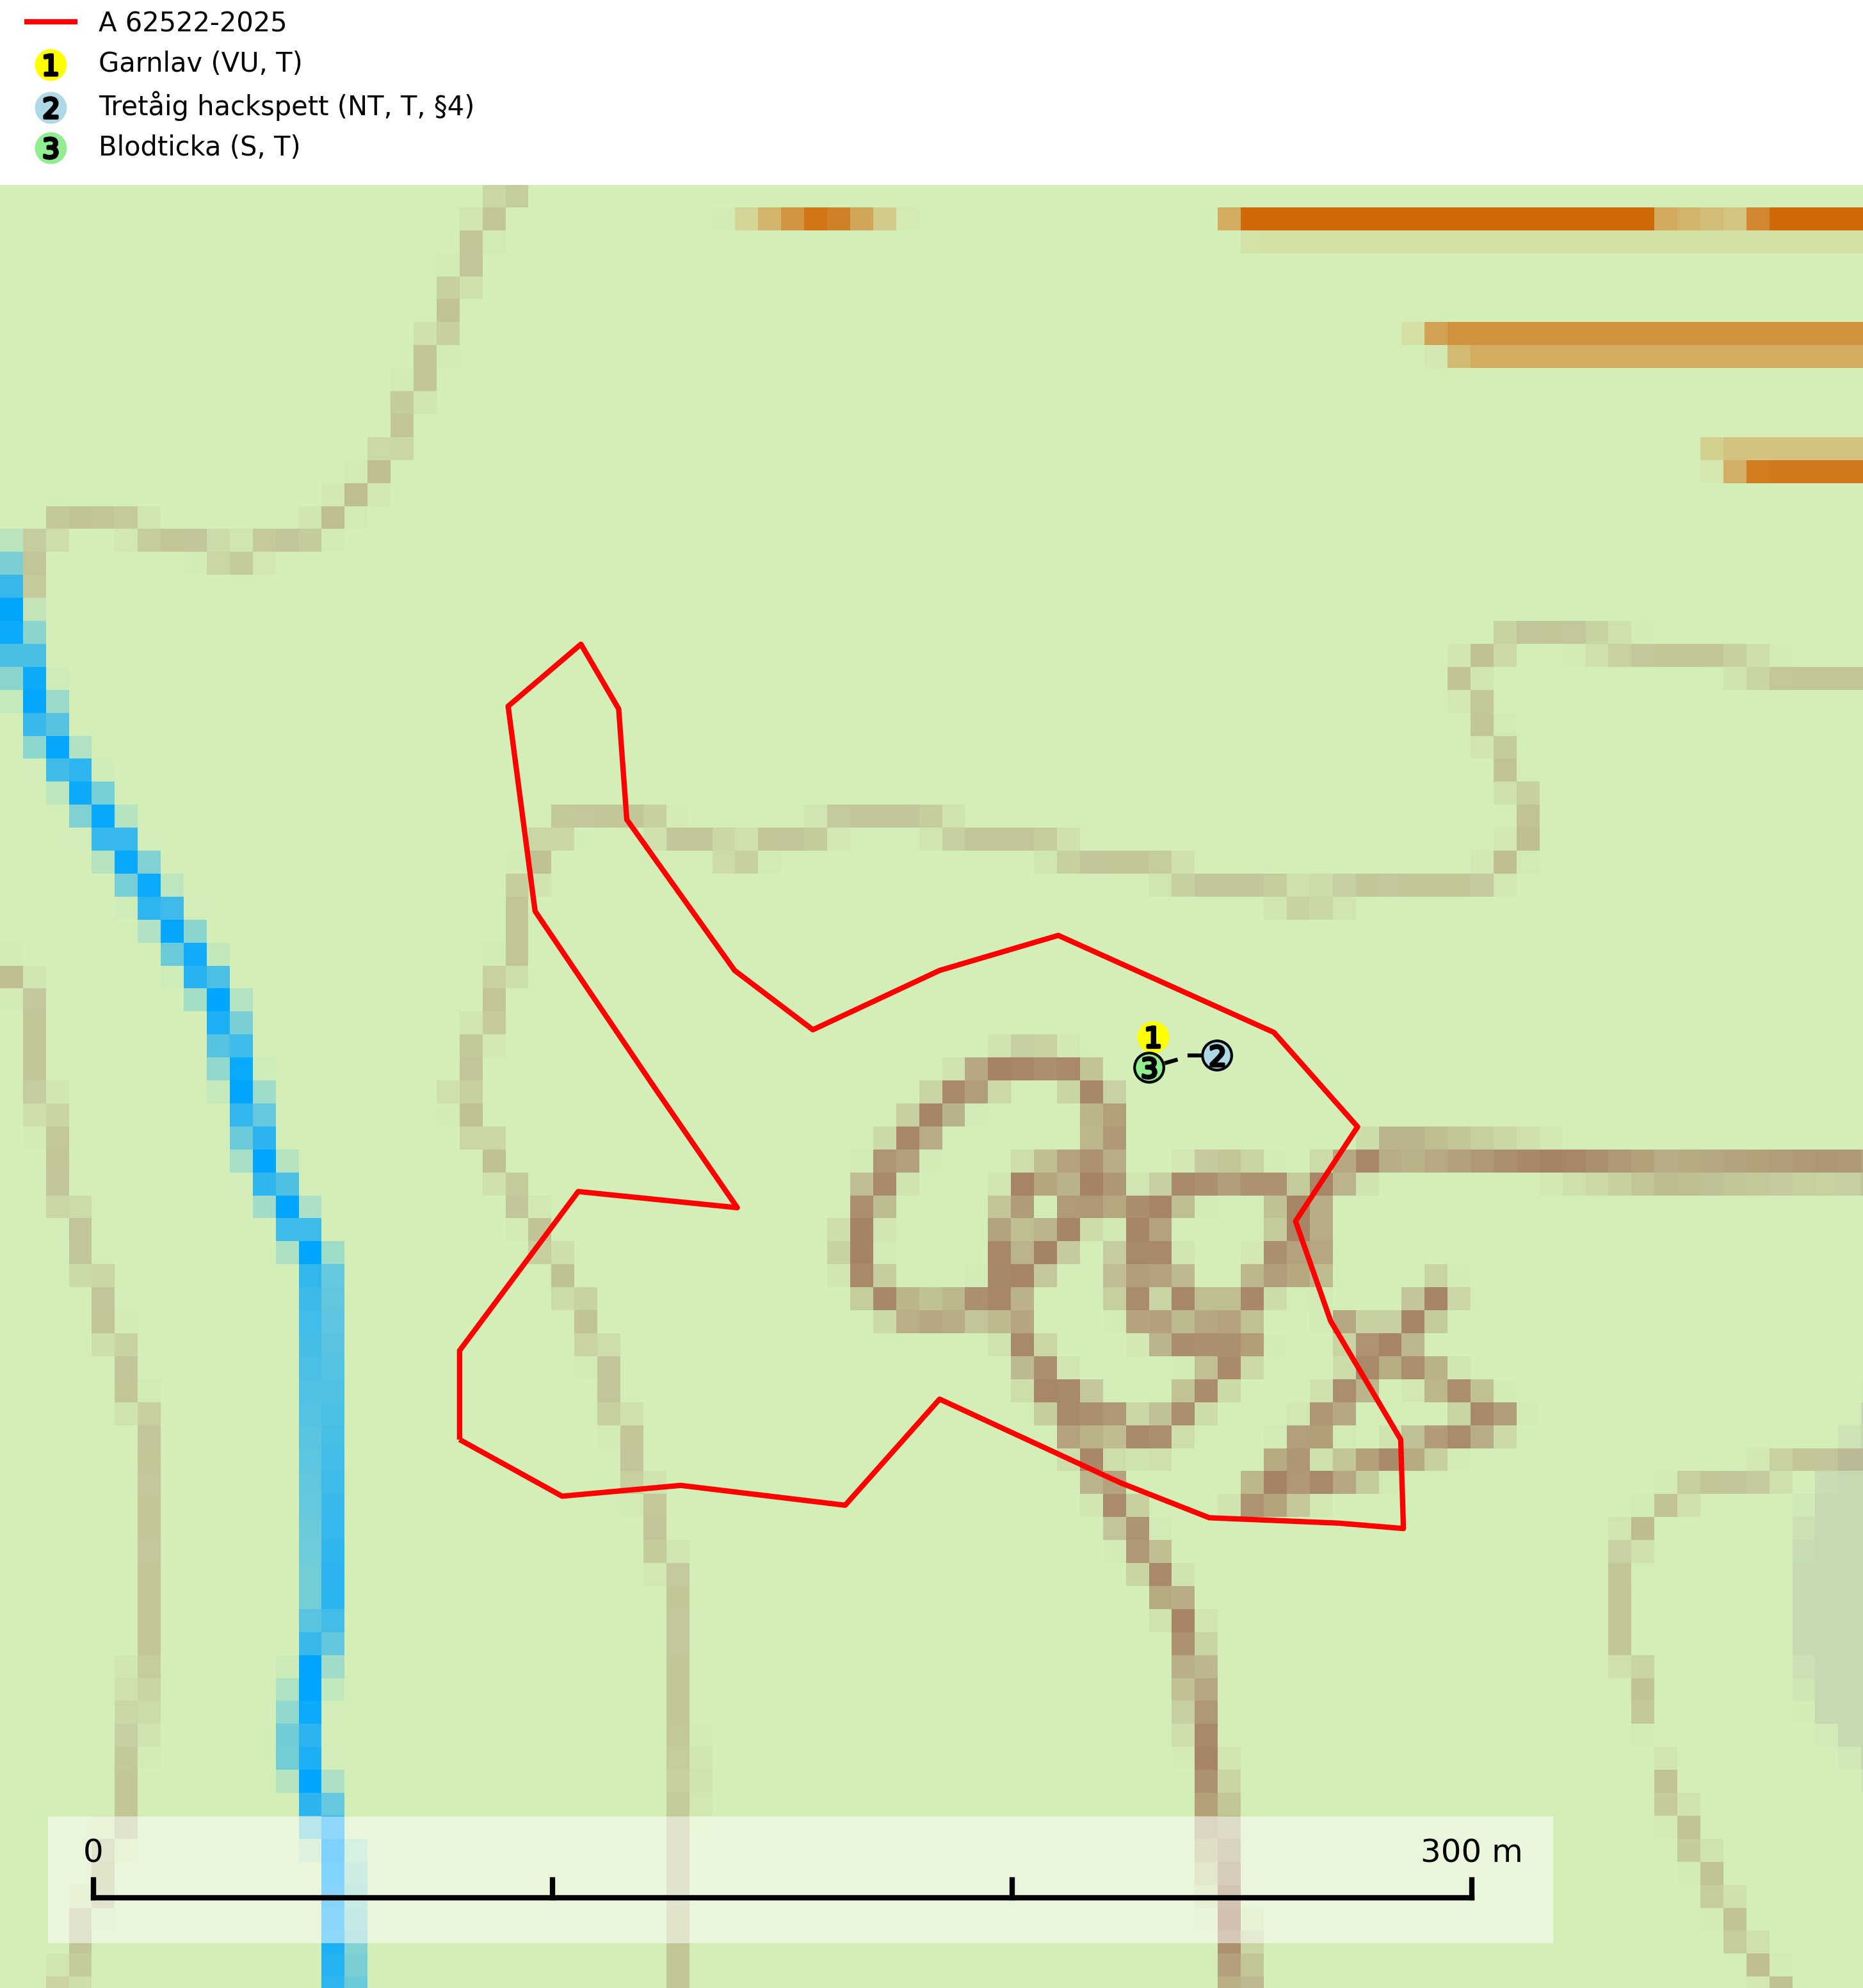 A 62522-2025
1 Garnlav (VU, T)
2 Tretåig hackspett (NT, T, §4)
3 Blodticka (S, T)
1
2
3
0 300 m